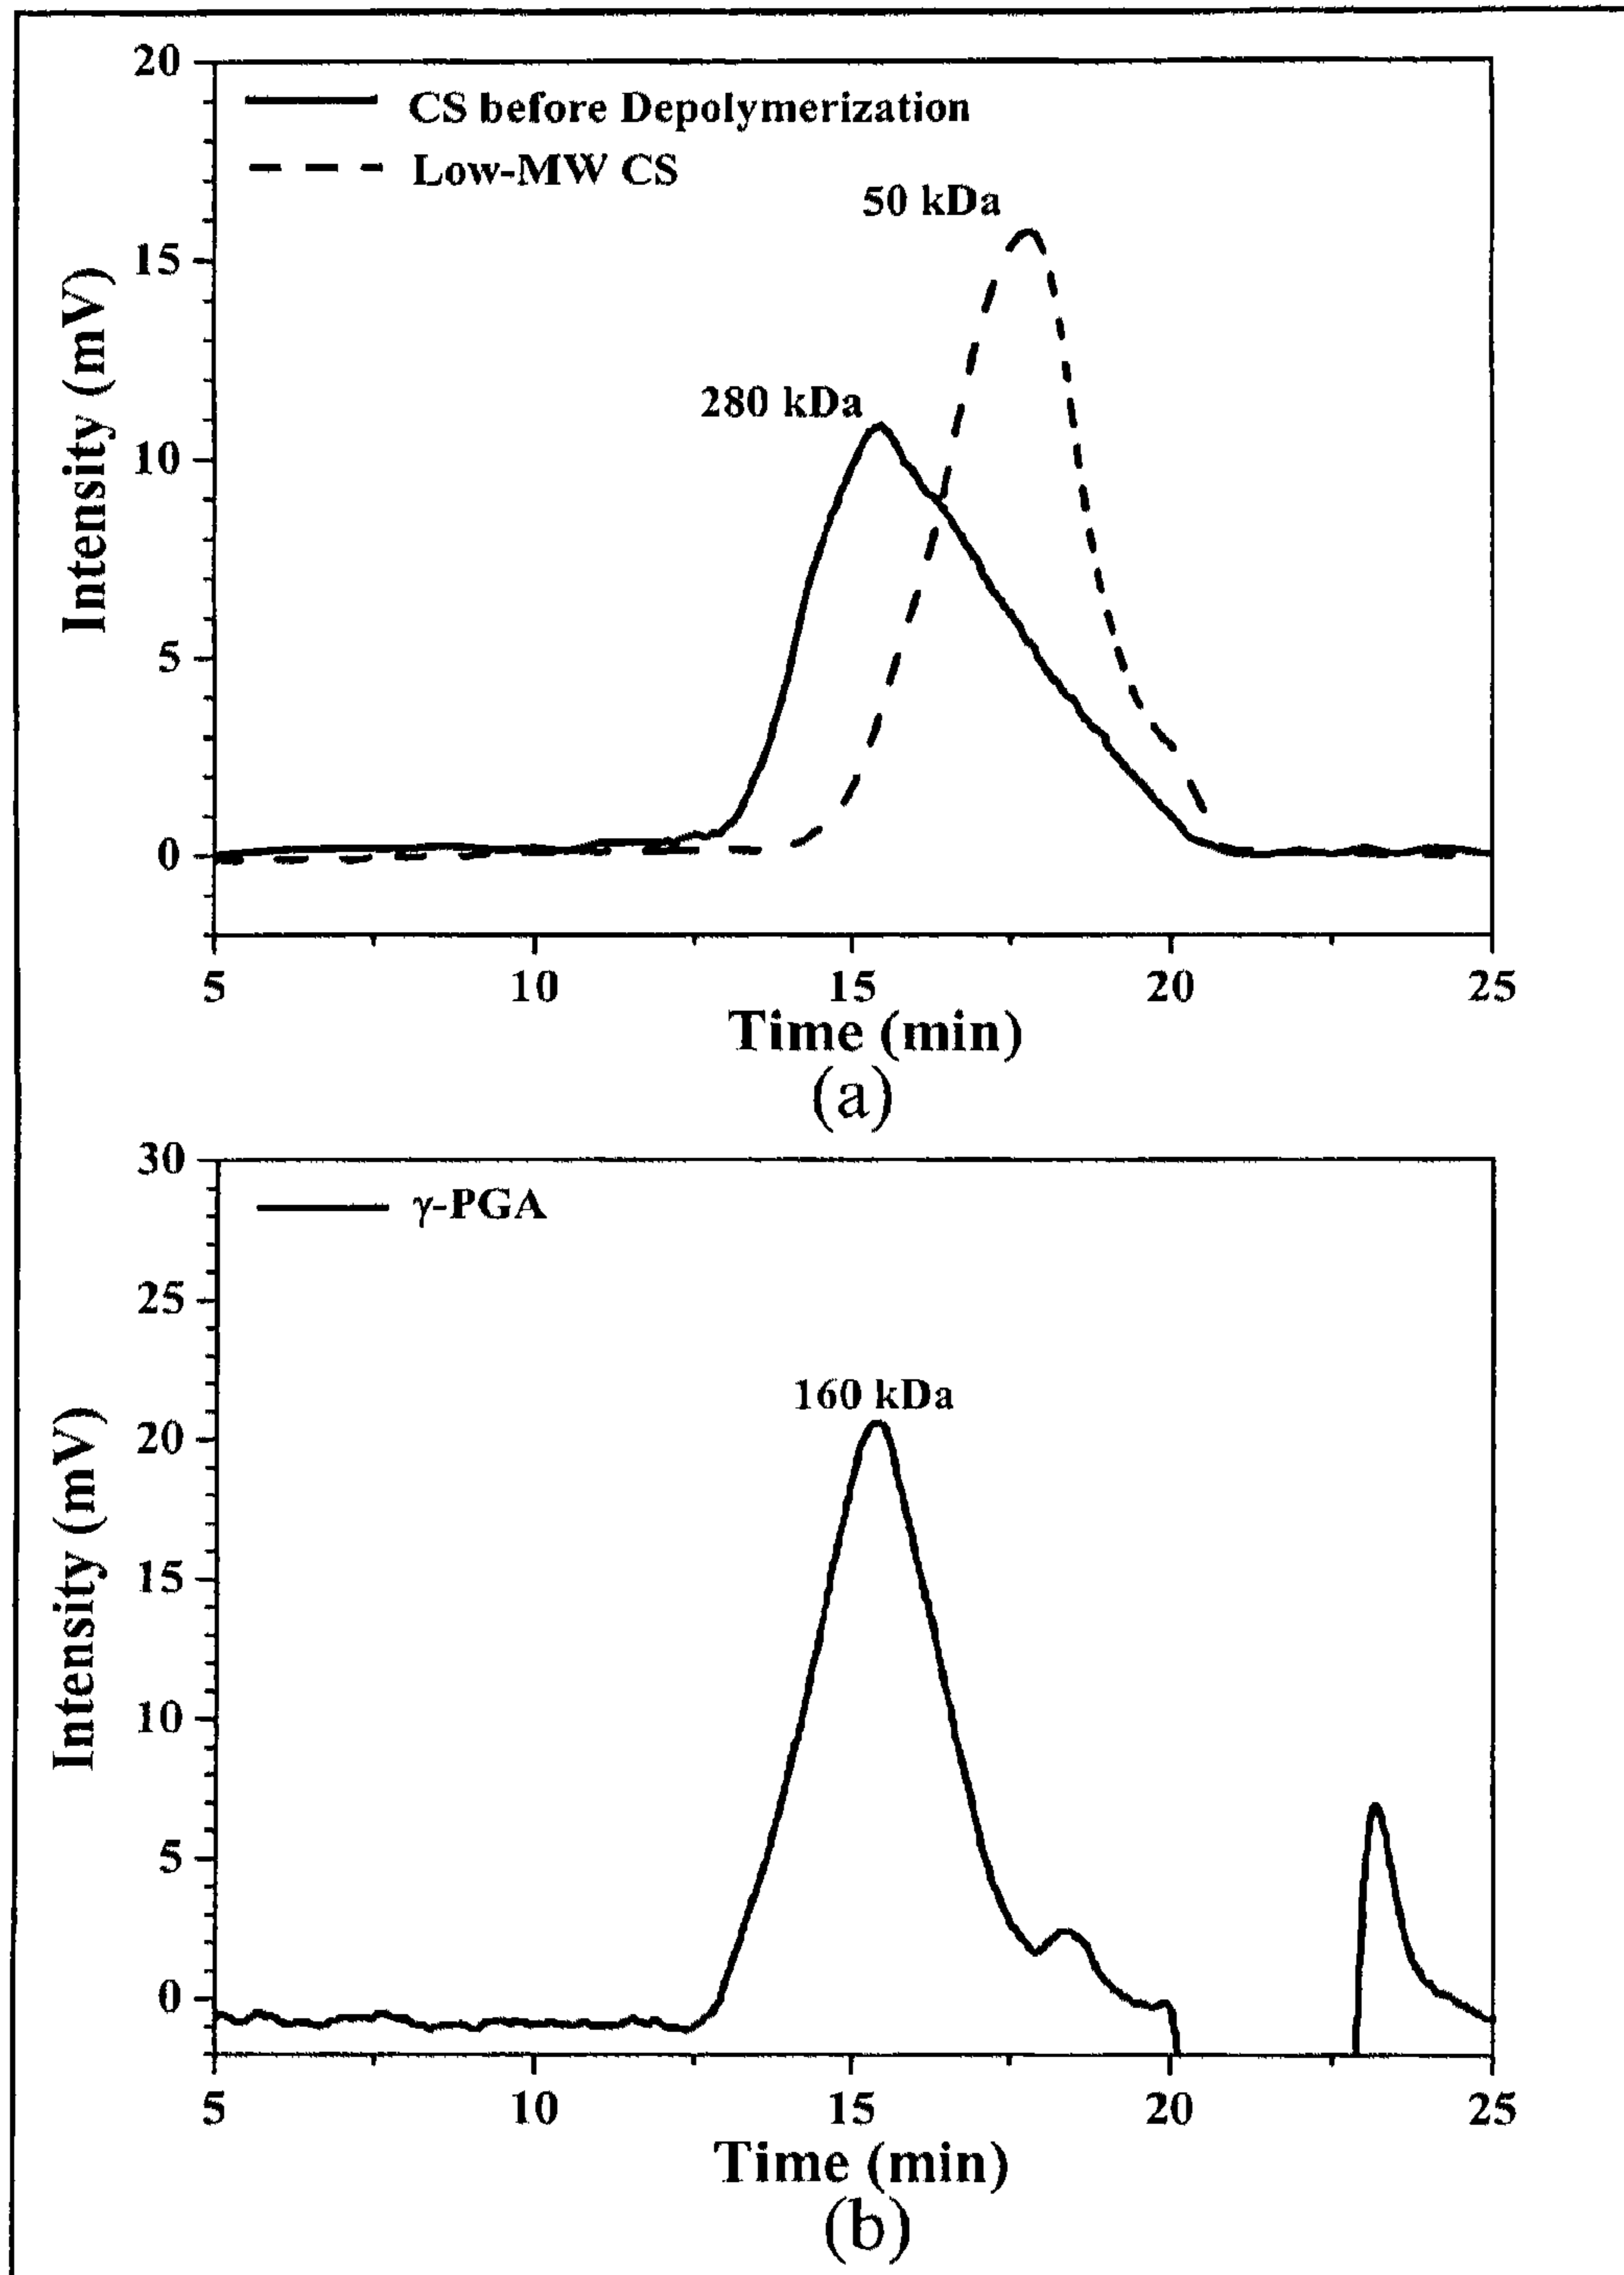 20
CS before Depolymerization
Low-MW CS
50 kDa
15
280 kDa
10
5
0
Intensity (mV)
5 10 15 20 25
Time (min)
(a)
30
γ-PGA
25
160 kDa
20
15
10
5
0
Intensity (mV)
5 10 15 20 25
Time (min)
(b)